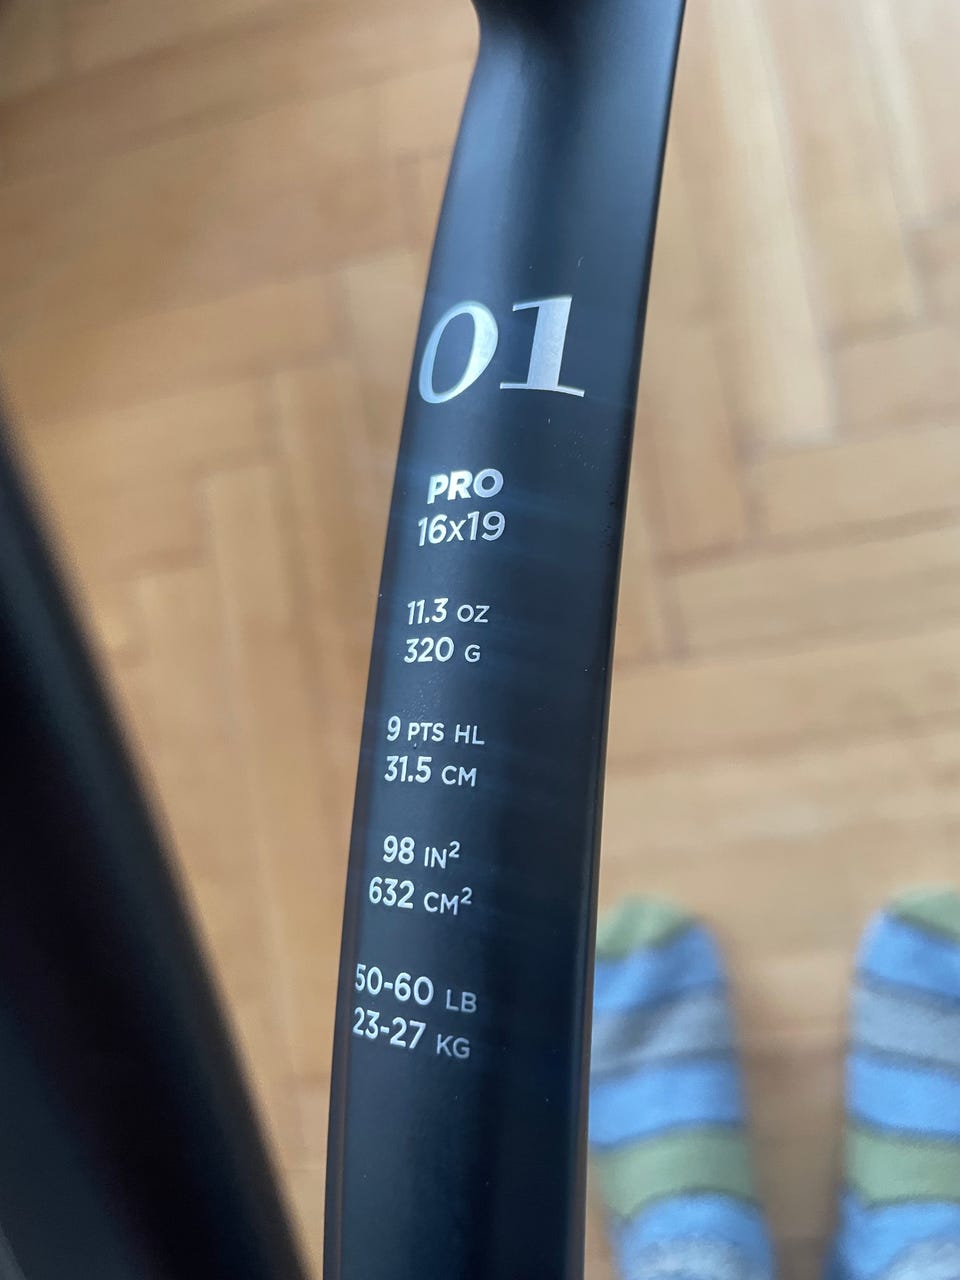 01
PRO
16x19
11.3 OZ
320 G
9 PTS HL
31.5 CM
98 IN²
632 CM²
50-60 LB
23-27 KG